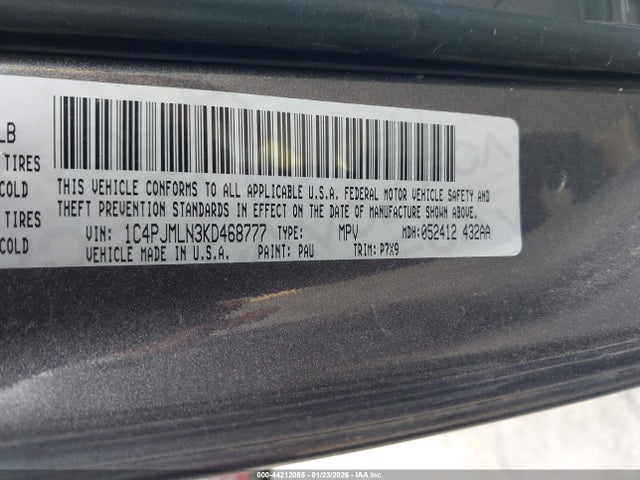 LB
TIRES
COLD
TIRES
COLD
THIS VEHICLE CONFORMS TO ALL APPLICABLE U.S.A. FEDERAL MOTOR VEHICLE SAFETY AND
THEFT PREVENTION STANDARDS IN EFFECT ON THE DATE OF MANUFACTURE SHOWN ABOVE.
VIN: 1C4PJMLN3KD468777 TYPE: MPV MDH:052412 432AA
VEHICLE MADE IN U.S.A. PAINT: PAU TRIM: P7X9
000-44212085 - 01/23/2026 - IAA, Inc.